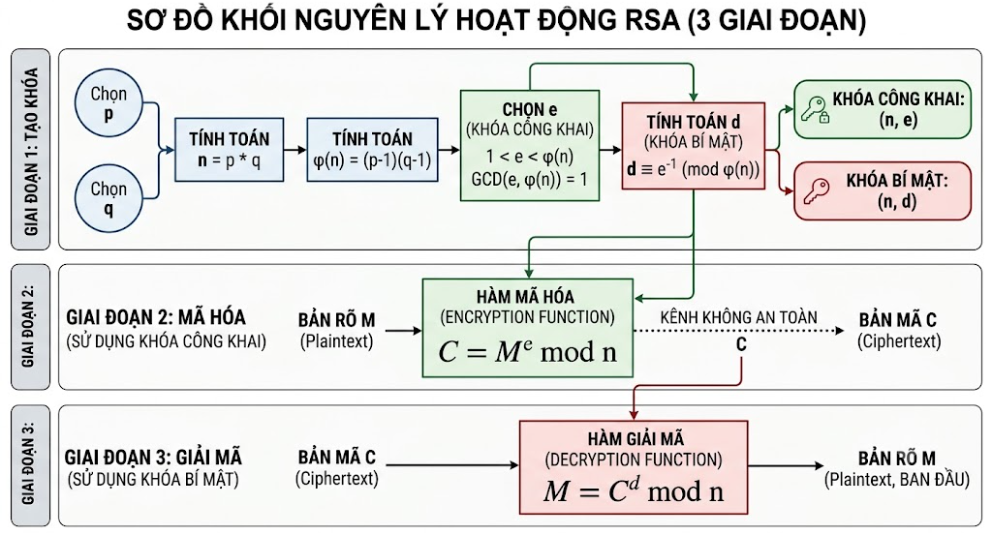 SƠ ĐỒ KHỐI NGUYÊN LÝ HOẠT ĐỘNG RSA (3 GIAI ĐOẠN)
GIAI ĐOẠN 1: TẠO KHÓA
Chọn
p
Chọn
q
TÍNH TOÁN
n = p * q
TÍNH TOÁN
φ(n) = (p-1)(q-1)
CHỌN e
(KHÓA CÔNG KHAI)
1 < e < φ(n)
GCD(e, φ(n)) = 1
TÍNH TOÁN d
(KHÓA BÍ MẬT)
d ≡ e⁻¹ (mod φ(n))
KHÓA CÔNG KHAI:
(n, e)
KHÓA BÍ MẬT:
(n, d)
GIAI ĐOẠN 2:
GIAI ĐOẠN 2: MÃ HÓA
(SỬ DỤNG KHÓA CÔNG KHAI)
BẢN RÕ M
(Plaintext)
HÀM MÃ HÓA
(ENCRYPTION FUNCTION)
C = Mᵉ mod n
KÊNH KHÔNG AN TOÀN
C
BẢN MÃ C
(Ciphertext)
GIAI ĐOẠN 3:
GIAI ĐOẠN 3: GIẢI MÃ
(SỬ DỤNG KHÓA BÍ MẬT)
BẢN MÃ C
(Ciphertext)
HÀM GIẢI MÃ
(DECRYPTION FUNCTION)
M = Cᵈ mod n
BẢN RÕ M
(Plaintext, BAN ĐẦU)